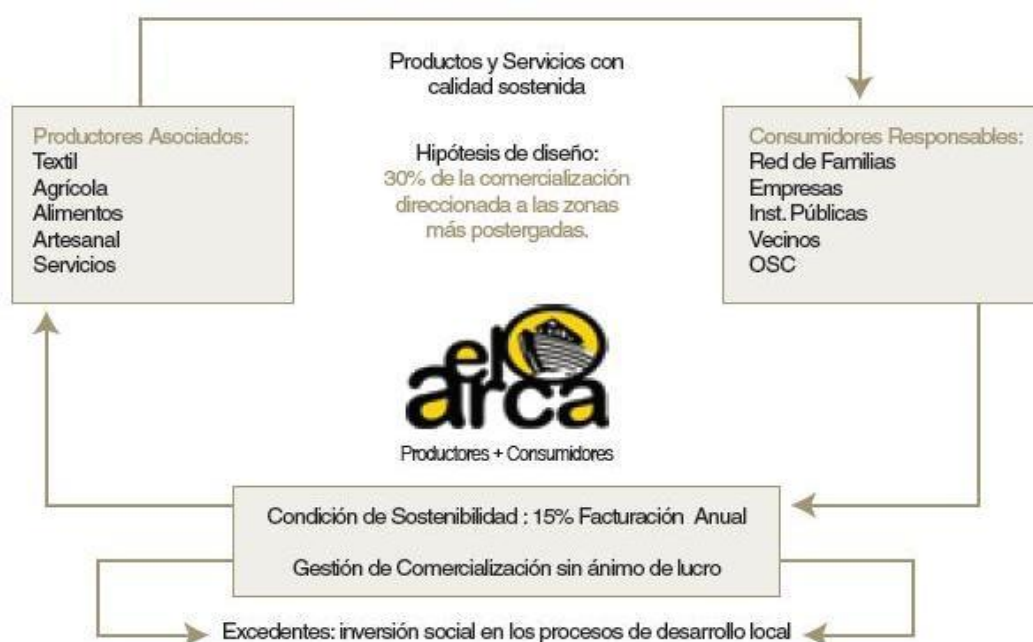 Productos y Servicios con
calidad sostenida
Productores Asociados:
Textil
Agrícola
Alimentos
Artesanal
Servicios
Hipótesis de diseño:
30% de la comercialización
direccionada a las zonas
más postergadas.
Consumidores Responsables:
Red de Familias
Empresas
Inst. Públicas
Vecinos
OSC
el
arca
Productores + Consumidores
Condición de Sostenibilidad : 15% Facturación Anual
Gestión de Comercialización sin ánimo de lucro
Excedentes: inversión social en los procesos de desarrollo local